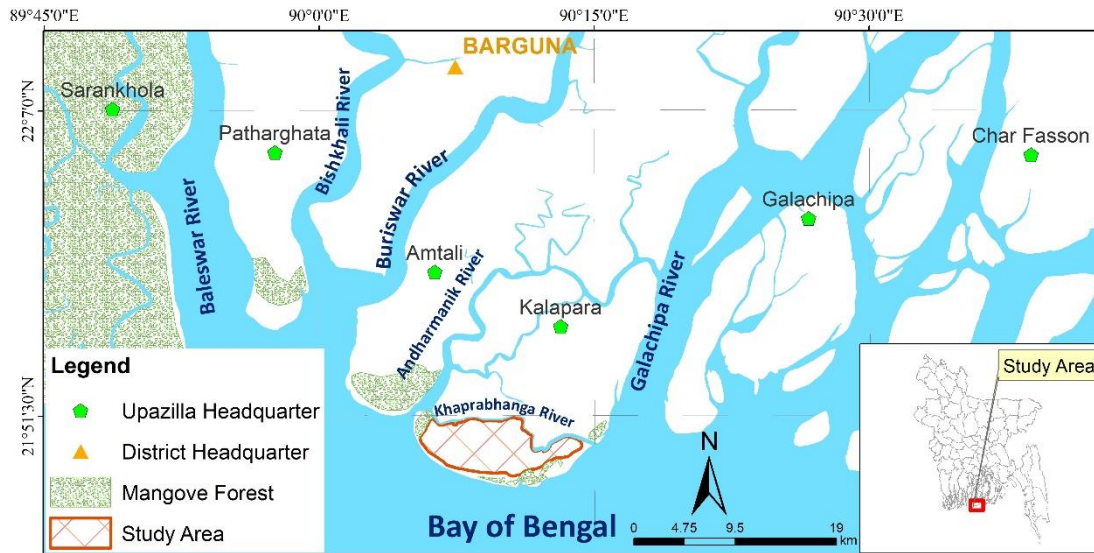 89°45'0"E
90°0'0"E
90°15'0"E
90°30'0"E
22°7'0"N
21°51'30"N
BARGUNA
Sarankhola
Patharghata
Bishkhali River
Char Fasson
Buriswar River
Galachipa
Baleswar River
Amtali
Andharmanik River
Kalapara
Galachipa River
Khaprabhanga River
Legend
Upazilla Headquarter
District Headquarter
Mangove Forest
Study Area
Bay of Bengal
N
0 4.75 9.5 19
km
Study Area